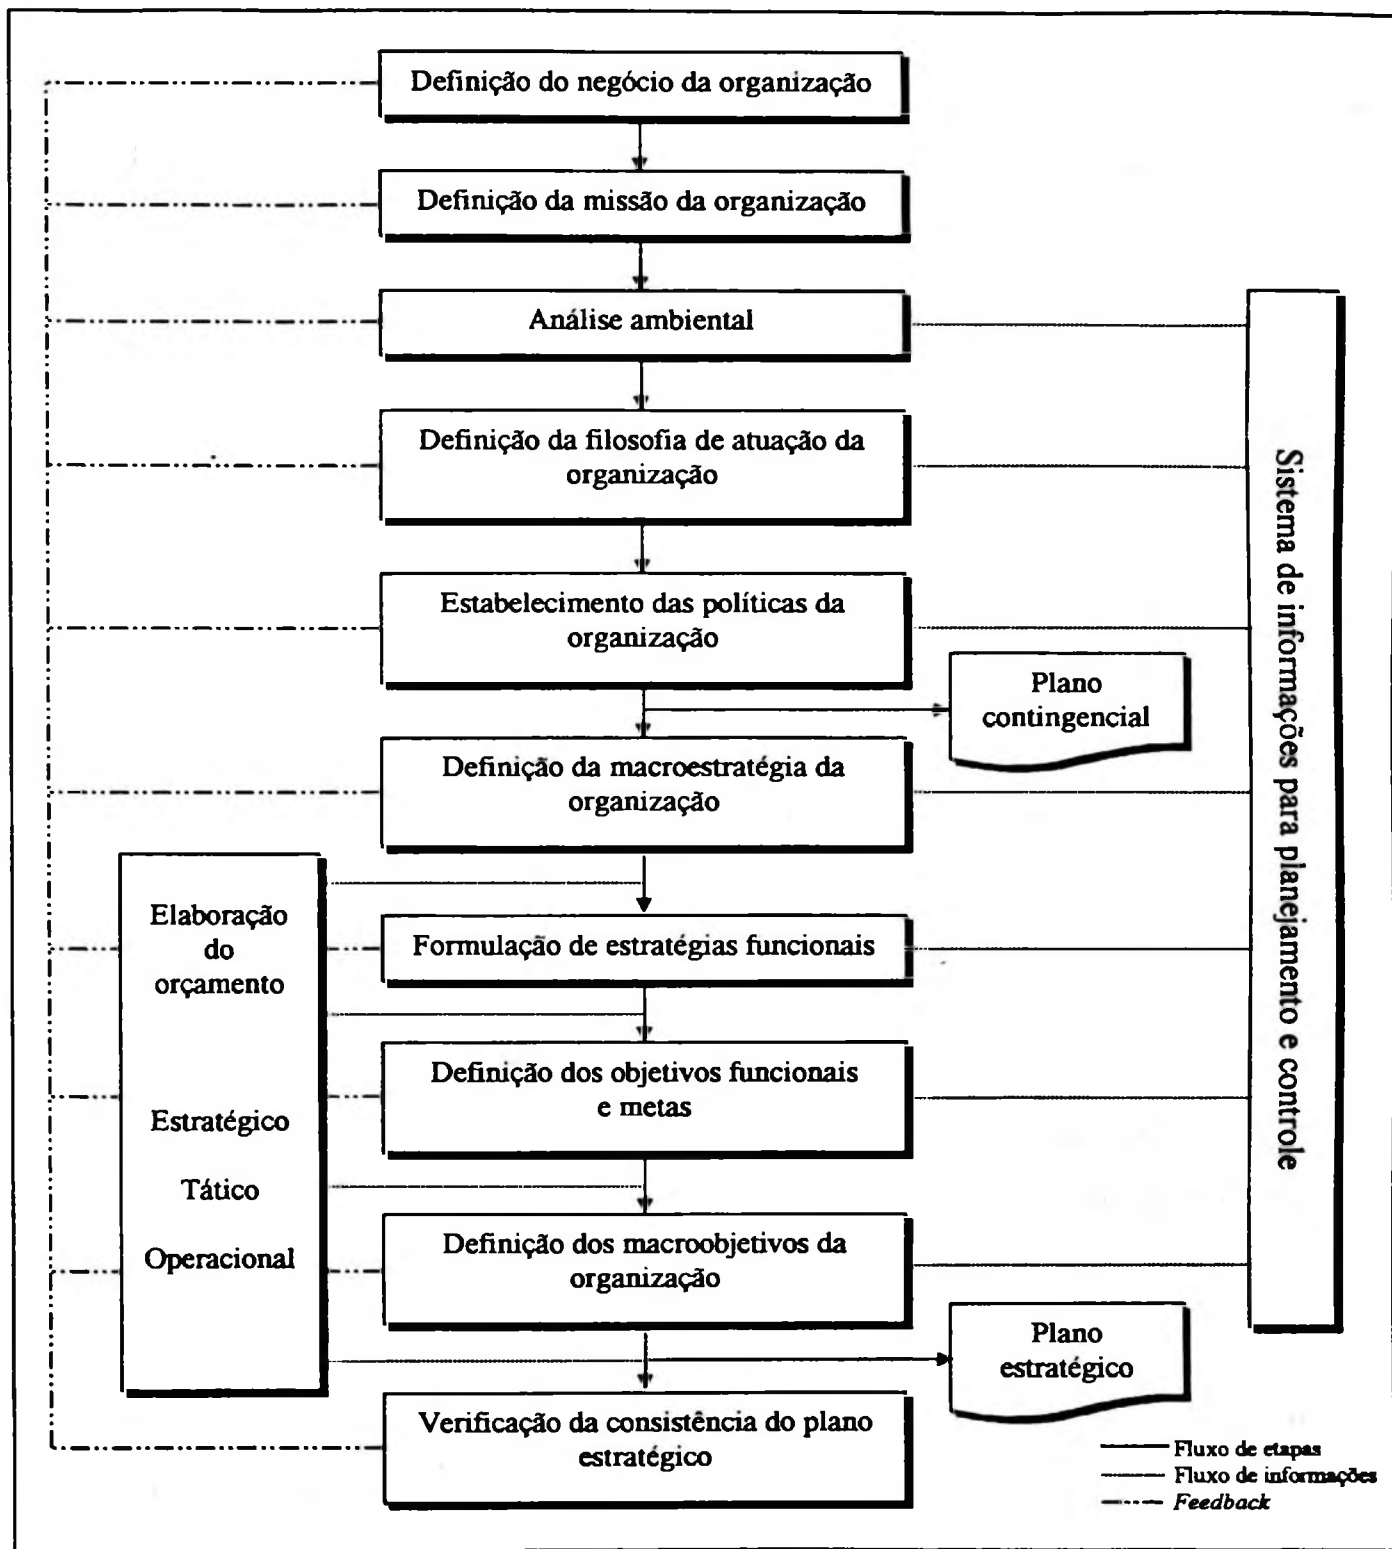 Definição do negócio da organização
Definição da missão da organização
Análise ambiental
Definição da filosofia de atuação da
organização
Estabelecimento das políticas da
organização
Plano
contingencial
Definição da macroestratégia da
organização
Sistema de informações para planejamento e controle
Elaboração
do
orçamento
Estratégico
Tático
Operacional
Formulação de estratégias funcionais
Definição dos objetivos funcionais
e metas
Definição dos macroobjetivos da
organização
Plano
estratégico
Verificação da consistência do plano
estratégico
Fluxo de etapas
Fluxo de informações
Feedback